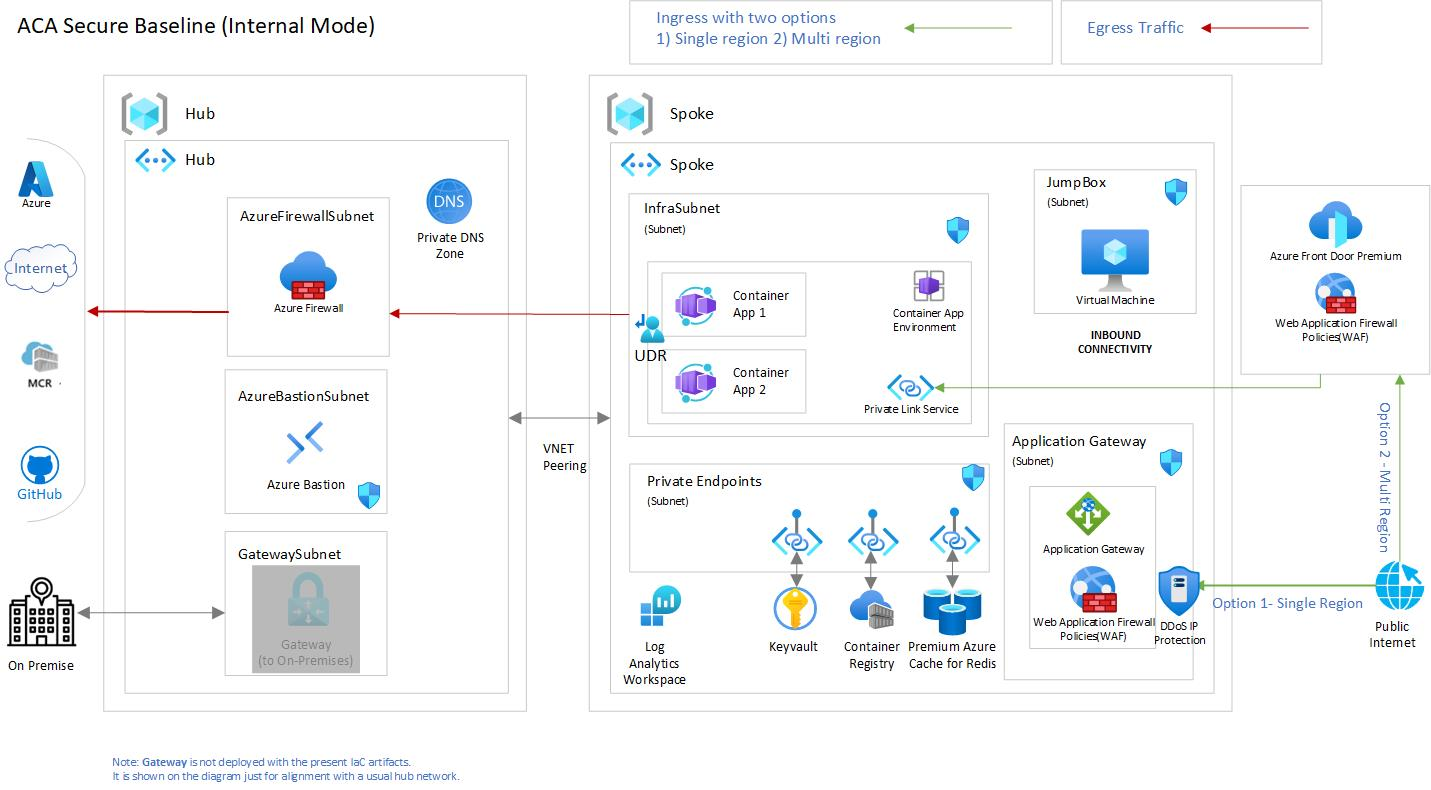 ACA Secure Baseline (Internal Mode)
Ingress with two options
1) Single region 2) Multi region
Egress Traffic
Hub
Hub
AzureFirewallSubnet
Azure Firewall
DNS
Private DNS
Zone
AzureBastionSubnet
Azure Bastion
GatewaySubnet
Gateway
(to On-Premises)
Azure
Internet
MCR
GitHub
On Premise
VNET
Peering
Spoke
Spoke
InfraSubnet
(Subnet)
Container
App 1
Container
App 2
Container App
Environment
UDR
Private Link Service
JumpBox
(Subnet)
Virtual Machine
INBOUND
CONNECTIVITY
Private Endpoints
(Subnet)
Log
Analytics
Workspace
Keyvault
Container
Registry
Premium Azure
Cache for Redis
Application Gateway
(Subnet)
Application Gateway
Web Application Firewall
Policies(WAF)
DDoS IP
Protection
Azure Front Door Premium
Web Application Firewall
Policies(WAF)
Option 2 - Multi Region
Option 1- Single Region
Public
Internet
Note: Gateway is not deployed with the present IaC artifacts.
It is shown on the diagram just for alignment with a usual hub network.